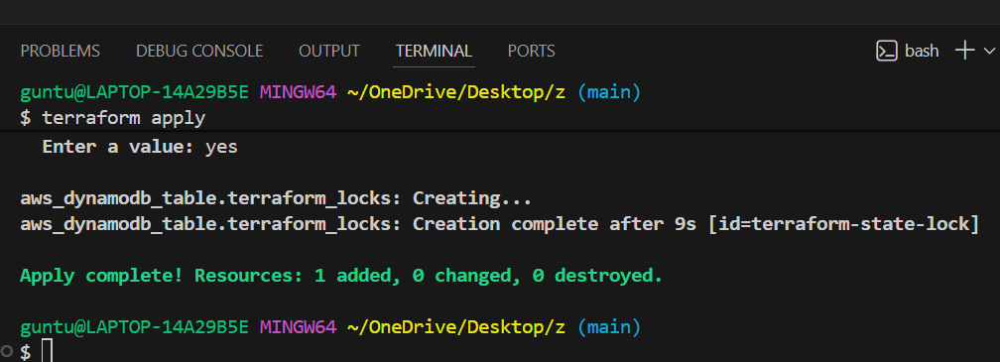 PROBLEMS DEBUG CONSOLE OUTPUT TERMINAL PORTS bash
guntu@LAPTOP-14A29B5E MINGW64 ~/OneDrive/Desktop/z (main)
$ terraform apply
Enter a value: yes
aws_dynamodb_table.terraform_locks: Creating...
aws_dynamodb_table.terraform_locks: Creation complete after 9s [id=terraform-state-lock]
Apply complete! Resources: 1 added, 0 changed, 0 destroyed.
guntu@LAPTOP-14A29B5E MINGW64 ~/OneDrive/Desktop/z (main)
$